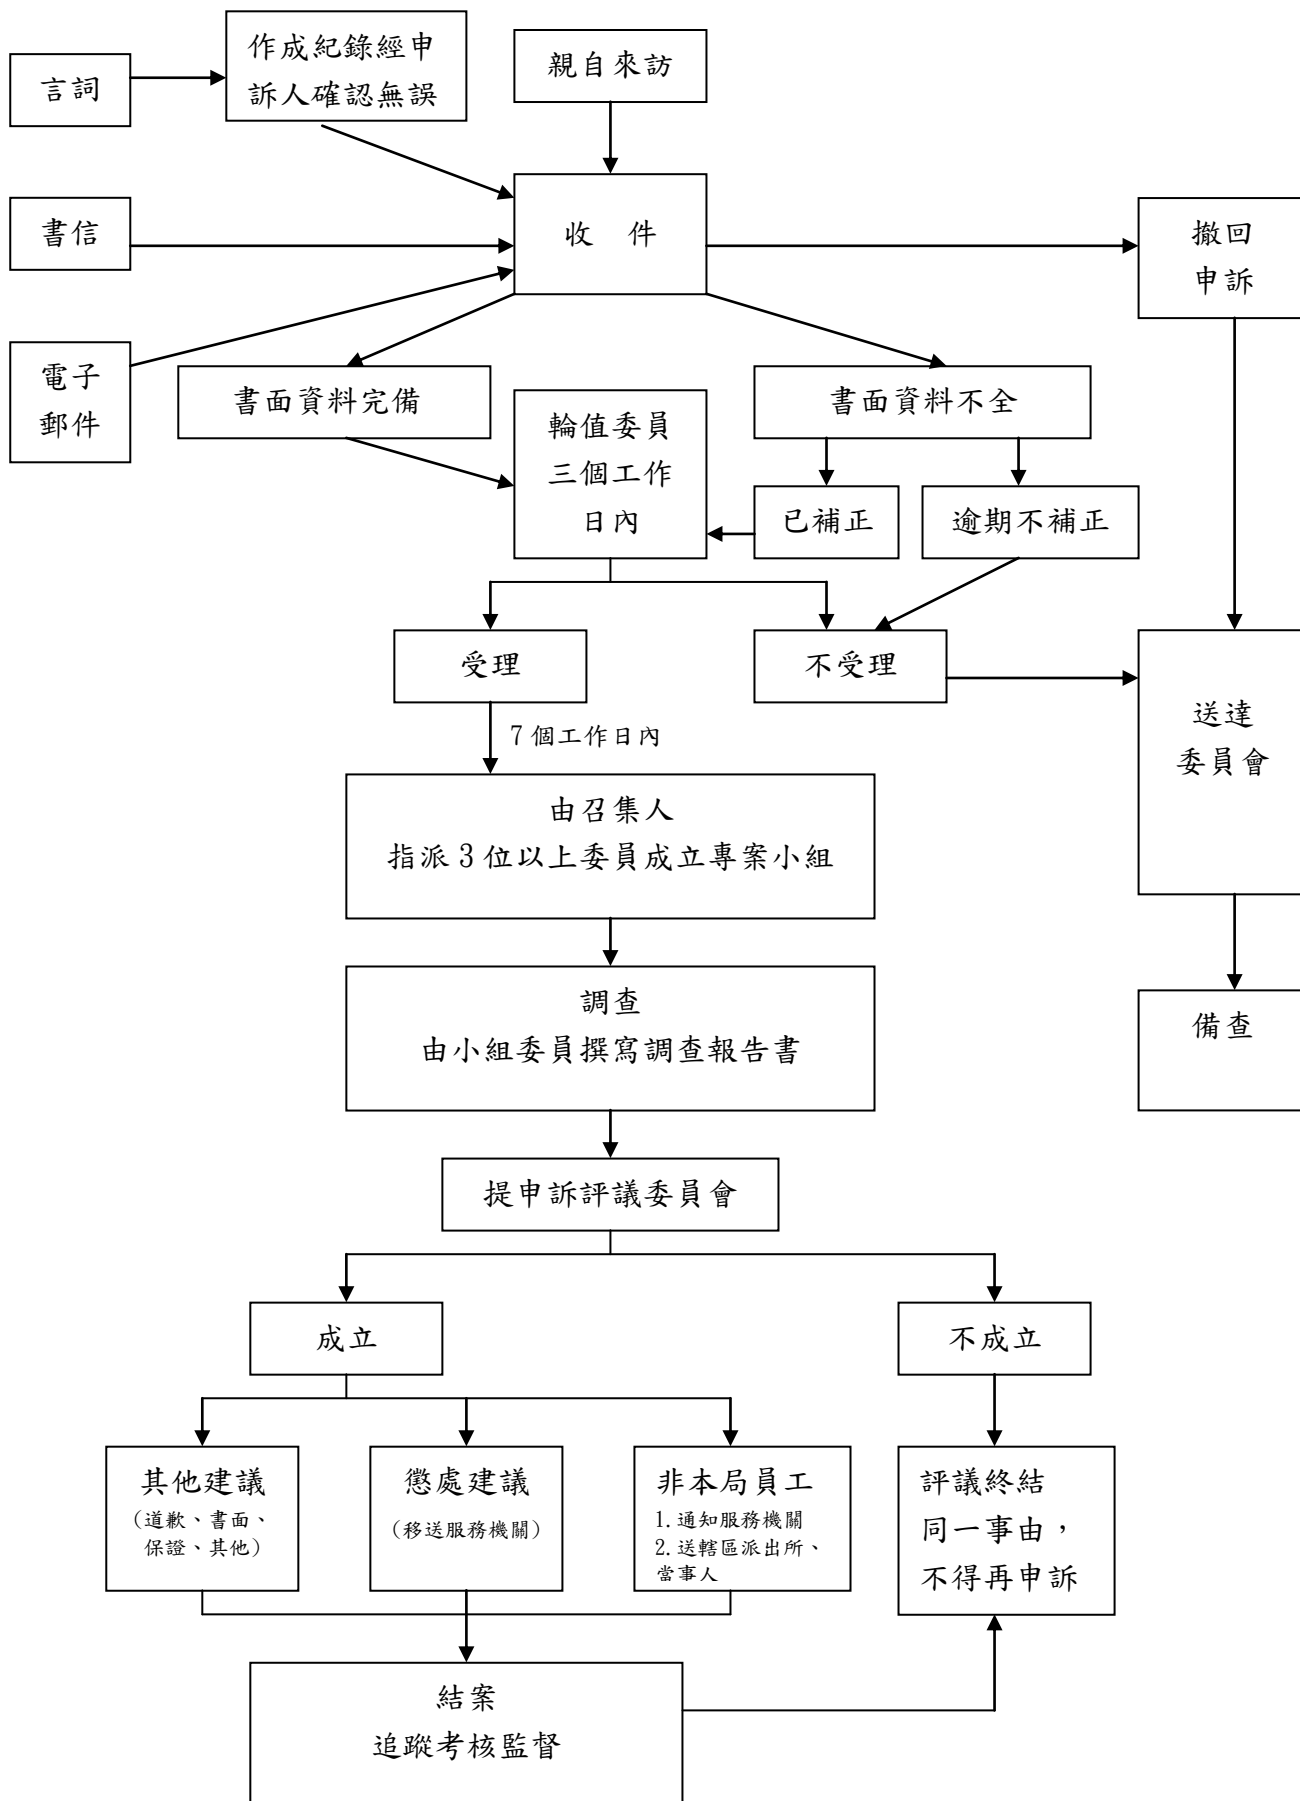 作成紀錄經申
訴人確認無誤
親自來訪
言詞
書信
收 件
撤回
申訴
電子
郵件
書面資料完備
輪值委員
三個工作
日內
書面資料不全
已補正
逾期不補正
受理
不受理
送達
委員會
7個工作日內
由召集人
指派3位以上委員成立專案小組
調查
由小組委員撰寫調查報告書
備查
提申訴評議委員會
成立
不成立
其他建議
(道歉、書面、
保證、其他)
懲處建議
(移送服務機關)
非本局員工
1.通知服務機關
2.送轄區派出所、
當事人
評議終結
同一事由，
不得再申訴
結案
追蹤考核監督